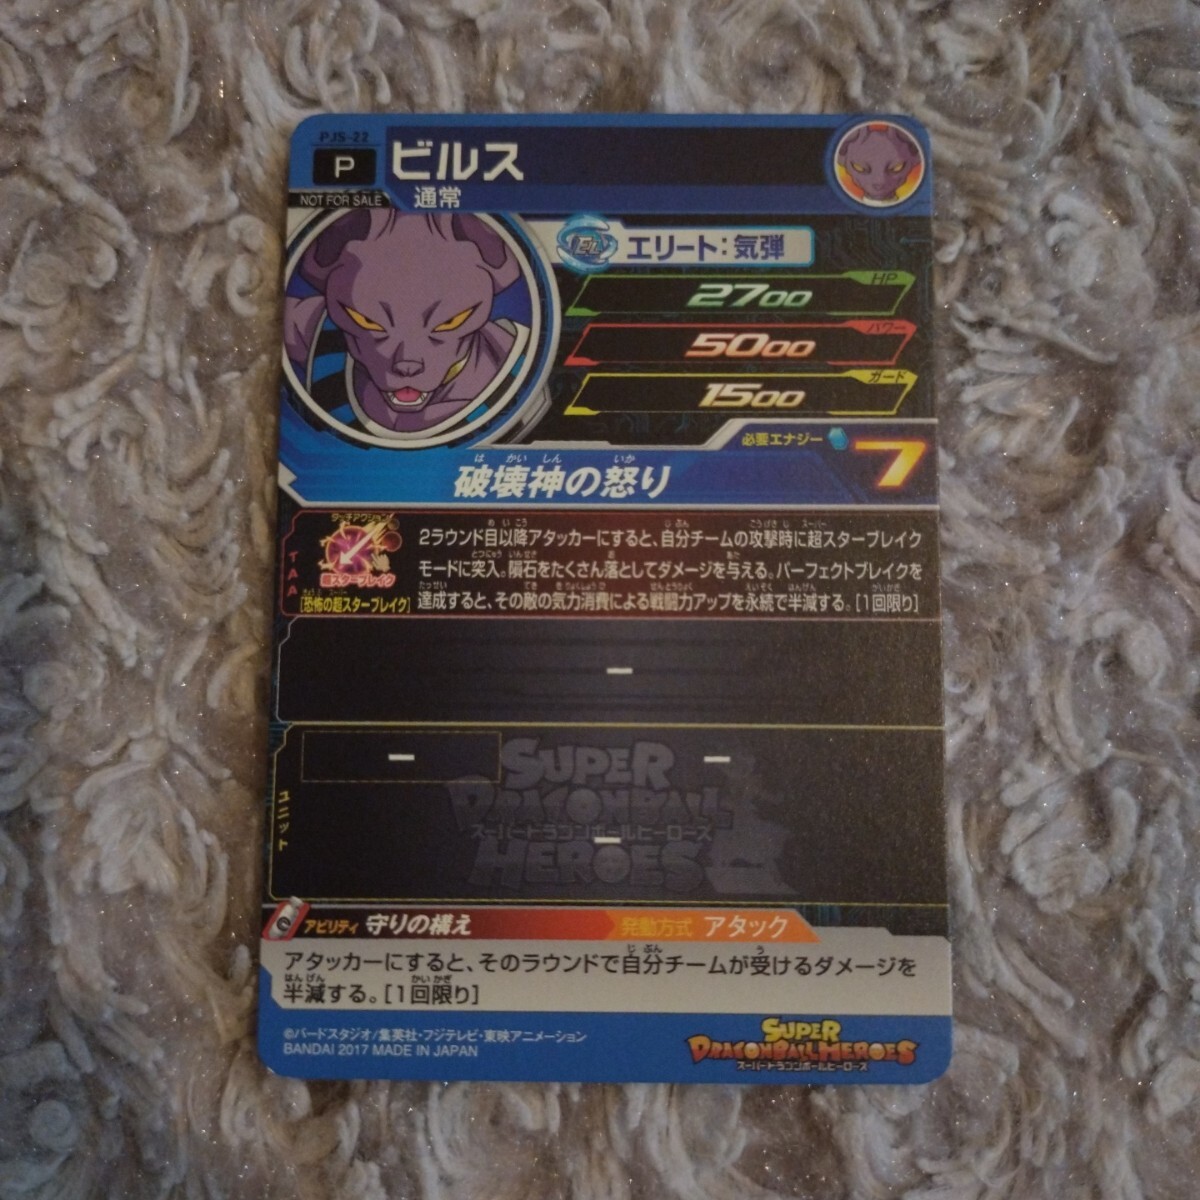 PJS-22
P
ビルス
NOT FOR SALE
通常
エリート:気弾
HP
2700
パワー
5000
ガード
1500
必要エナジー
7
破壊神の怒り
TAA
タッチアクション
超スターブレイク
[恐怖の超スターブレイク]
2ラウンド目以降アタッカーにすると、自分チームの攻撃時に超スターブレイク
モードに突入。隕石をたくさん落としてダメージを与える。パーフェクトブレイクを
達成すると、その敵の気力消費による戦闘力アップを永続で半減する。[1回限り]
ー
ー
ー
ー
ユニット
SUPER
DRAGONBALL
スーパードラゴンボールヒーローズ
HEROES
アビリティ 守りの構え
発動方式 アタック
アタッカーにすると、そのラウンドで自分チームが受けるダメージを
半減する。[1回限り]
©バードスタジオ/集英社・フジテレビ・東映アニメーション
BANDAI 2017 MADE IN JAPAN
SUPER
DRAGONBALL HEROES
スーパードラゴンボールヒーローズ